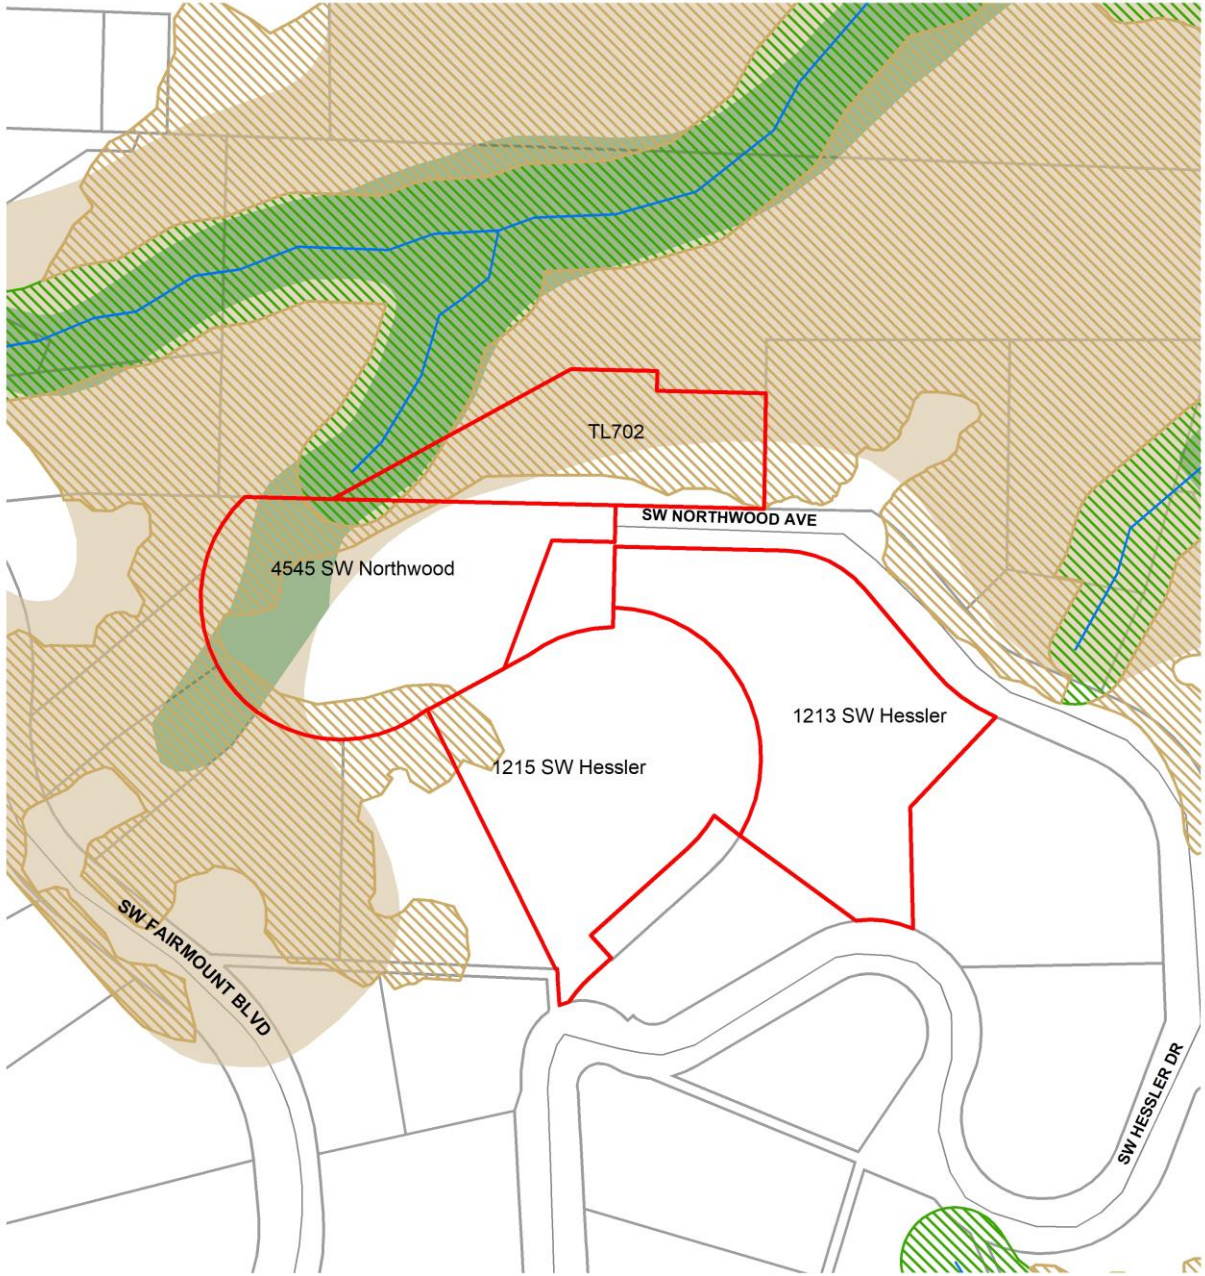 TL702
SW NORTHWOOD AVE
4545 SW Northwood
1213 SW Hessler
1215 SW Hessler
SW FAIRMOUNT BLVD
SW HESSLER DR